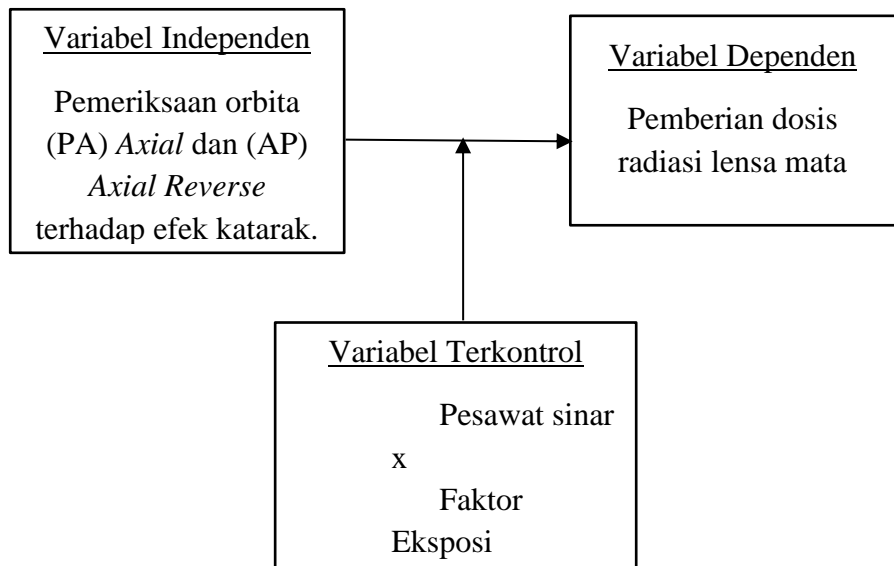 Variabel Independen
Pemeriksaan orbita
(PA) Axial dan (AP)
Axial Reverse
terhadap efek katarak.
Variabel Dependen
Pemberian dosis
radiasi lensa mata
Variabel Terkontrol
Pesawat sinar
x
Faktor
Eksposi